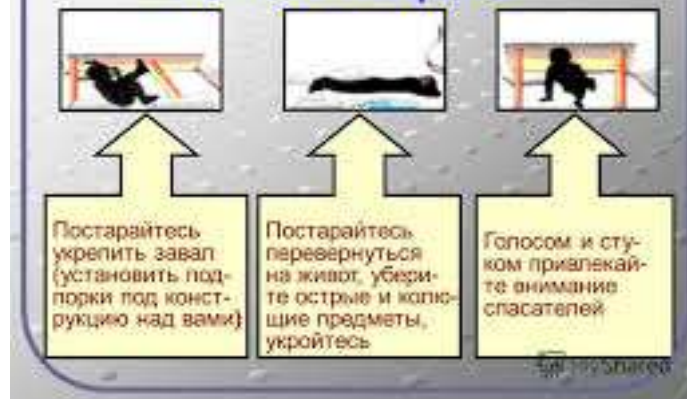 Постарайтесь
укрепить завал
(установить под-
порки под конст-
рукцию над вами)
Постарайтесь
перевернуться
на живот, убери-
те острые и колю-
щие предметы,
укройтесь
Голосом и сту-
ком привлекай-
те внимание
спасателей
MyShared